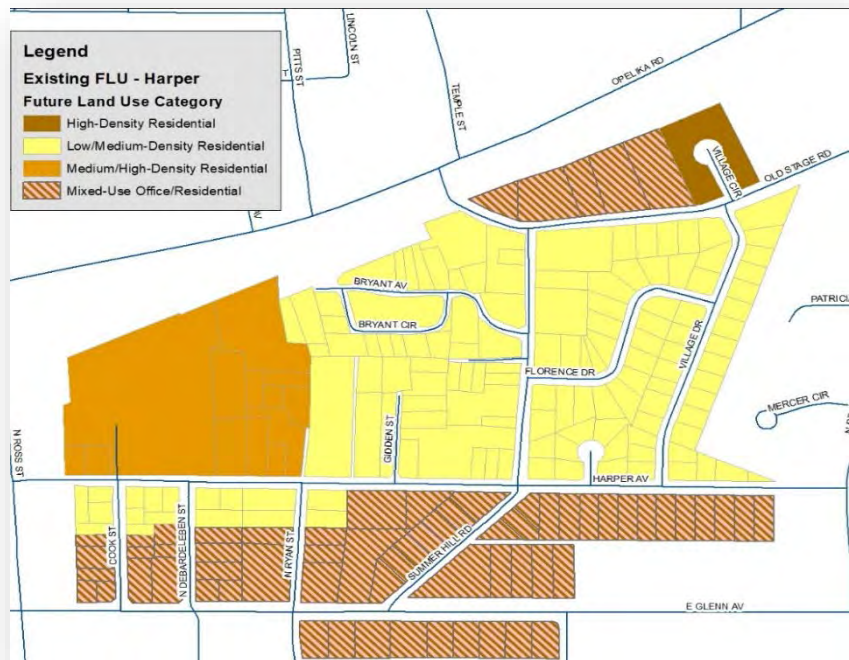 Legend
Existing FLU - Harper
Future Land Use Category
High-Density Residential
Low/Medium-Density Residential
Medium/High-Density Residential
Mixed-Use Office/Residential
T
PITTS ST
LINCOLN ST
TEMPLE ST
OPELIKA RD
VILLAGE CIR
OLD STAGE RD
AV
BRYANT AV
BRYANT CIR
PATRICI
FLORENCE DR
VILLAGE DR
MERCER CIR
GIDDEN ST
N ROSS ST
HARPER AV
COOK ST
N DEBARDELEBEN ST
N RYAN ST
SUMMER HILL RD
E GLENN AV